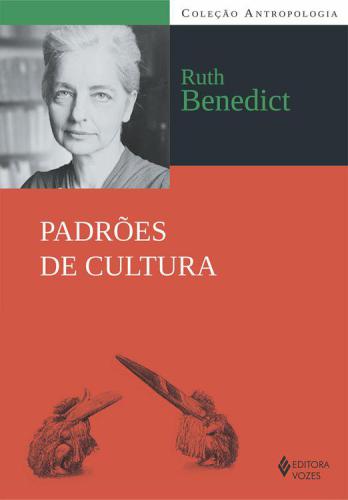 Coleção Antropologia
Ruth
Benedict
PADRÕES
DE CULTURA
EDITORA
VOZES